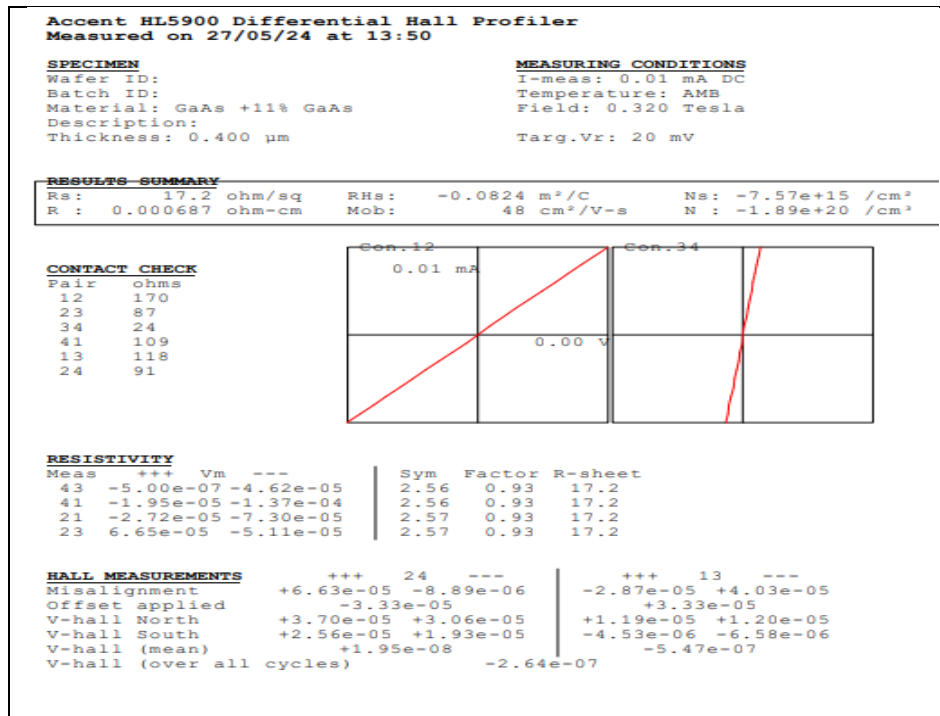 Accent HL5900 Differential Hall Profiler
Measured on 27/05/24 at 13:50
SPECIMEN
Wafer ID:
Batch ID:
Material: GaAs +11% GaAs
Description:
Thickness: 0.400 µm
MEASURING CONDITIONS
I-meas: 0.01 mA DC
Temperature: AMB
Field: 0.320 Tesla
Targ.Vr: 20 mV
RESULTS SUMMARY
Rs: 17.2 ohm/sq RHs: -0.0824 m²/C Ns: -7.57e+15 /cm²
R : 0.000687 ohm-cm Mob: 48 cm²/V-s N : -1.89e+20 /cm³
CONTACT CHECK
Pair ohms
12 170
23 87
34 24
41 109
13 118
24 91
Con.12
0.01 mA
0.00 V
Con.34
RESISTIVITY
Meas +++ Vm --- Sym Factor R-sheet
43 -5.00e-07 -4.62e-05 2.56 0.93 17.2
41 -1.95e-05 -1.37e-04 2.56 0.93 17.2
21 -2.72e-05 -7.30e-05 2.57 0.93 17.2
23 6.65e-05 -5.11e-05 2.57 0.93 17.2
HALL MEASUREMENTS +++ 24 --- +++ 13 ---
Misalignment +6.63e-05 -8.89e-06 -2.87e-05 +4.03e-05
Offset applied -3.33e-05 +3.33e-05
V-hall North +3.70e-05 +3.06e-05 +1.19e-05 +1.20e-05
V-hall South +2.56e-05 +1.93e-05 -4.53e-06 -6.58e-06
V-hall (mean) +1.95e-08 -5.47e-07
V-hall (over all cycles) -2.64e-07